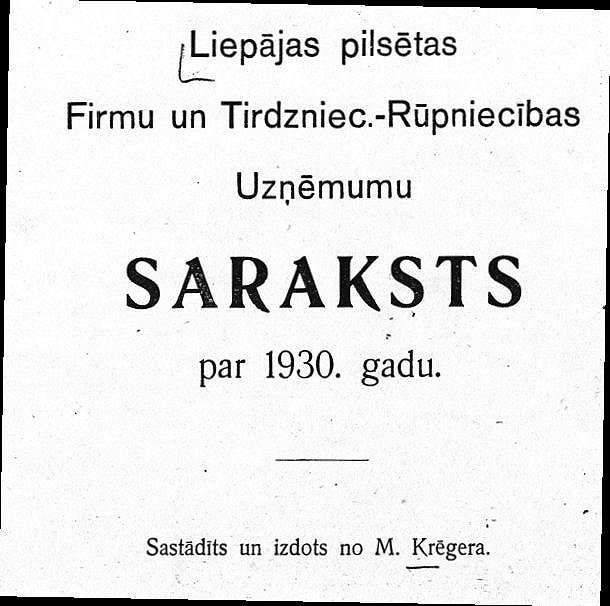 Liepājas pilsētas
Firmu un Tirdzniec.-Rūpniecības
Uzņēmumu
SARAKSTS
par 1930. gadu.
Sastādīts un izdots no M. Krēgera.